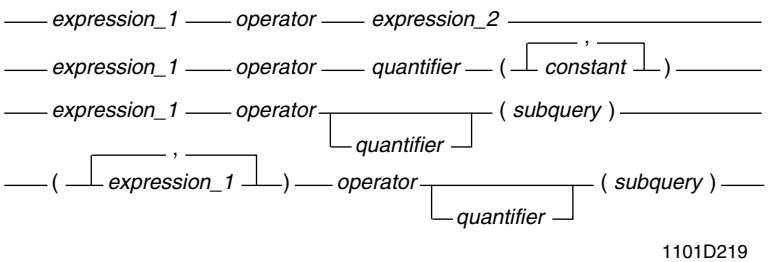 expression_1 operator expression_2
,
expression_1 operator quantifier ( constant )
expression_1 operator ( subquery )
quantifier
,
( expression_1 ) operator ( subquery )
quantifier
1101D219